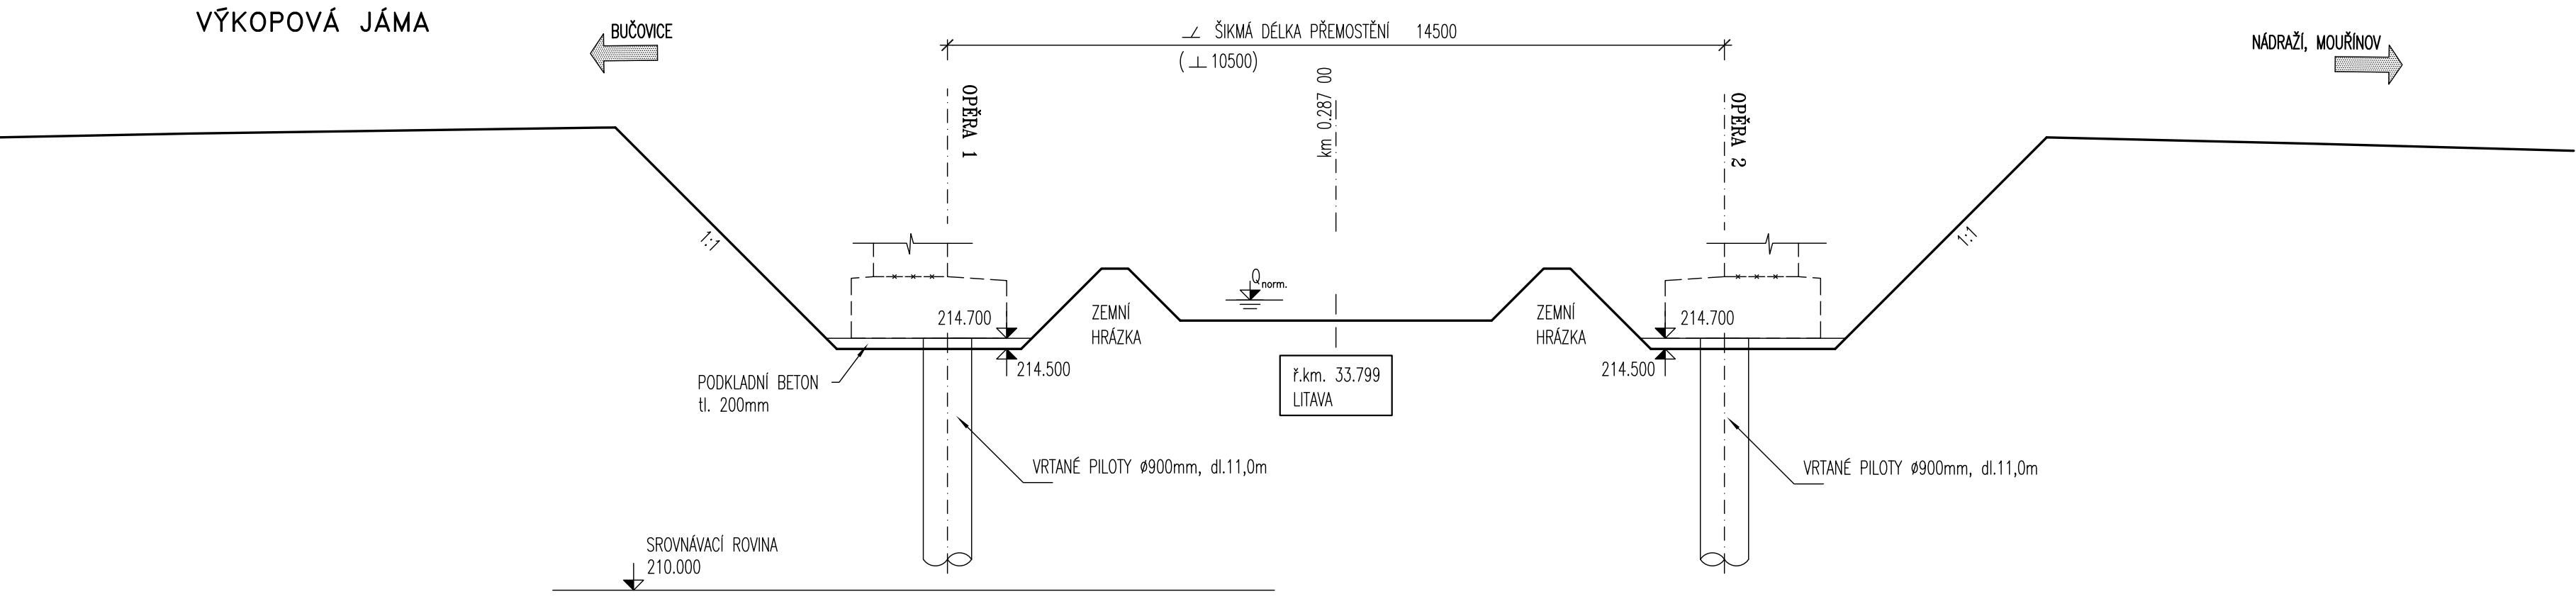 VÝKOPOVÁ JÁMA
BUČOVICE
ŠIKMÁ DÉLKA PŘEMOSTĚNÍ 14500
(⊥10500)
NÁDRAŽÍ, MOUŘÍNOV
OPĚRA 1
km 0.287 00
OPĚRA 2
1:1
1:1
Qnorm.
214.700
ZEMNÍ
HRÁZKA
ZEMNÍ
HRÁZKA
214.700
214.500
214.500
PODKLADNÍ BETON
tl. 200mm
ř.km. 33.799
LITAVA
VRTANÉ PILOTY ø900mm, dl.11,0m
VRTANÉ PILOTY ø900mm, dl.11,0m
SROVNÁVACÍ ROVINA
210.000